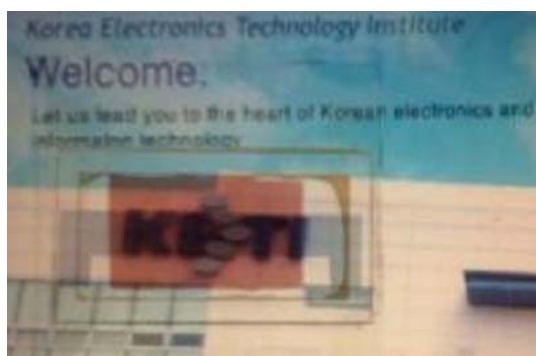 Korea Electronics Technology Institute
Welcome.
Let us lead you to the heart of Korean electronics and
information technology
KETI